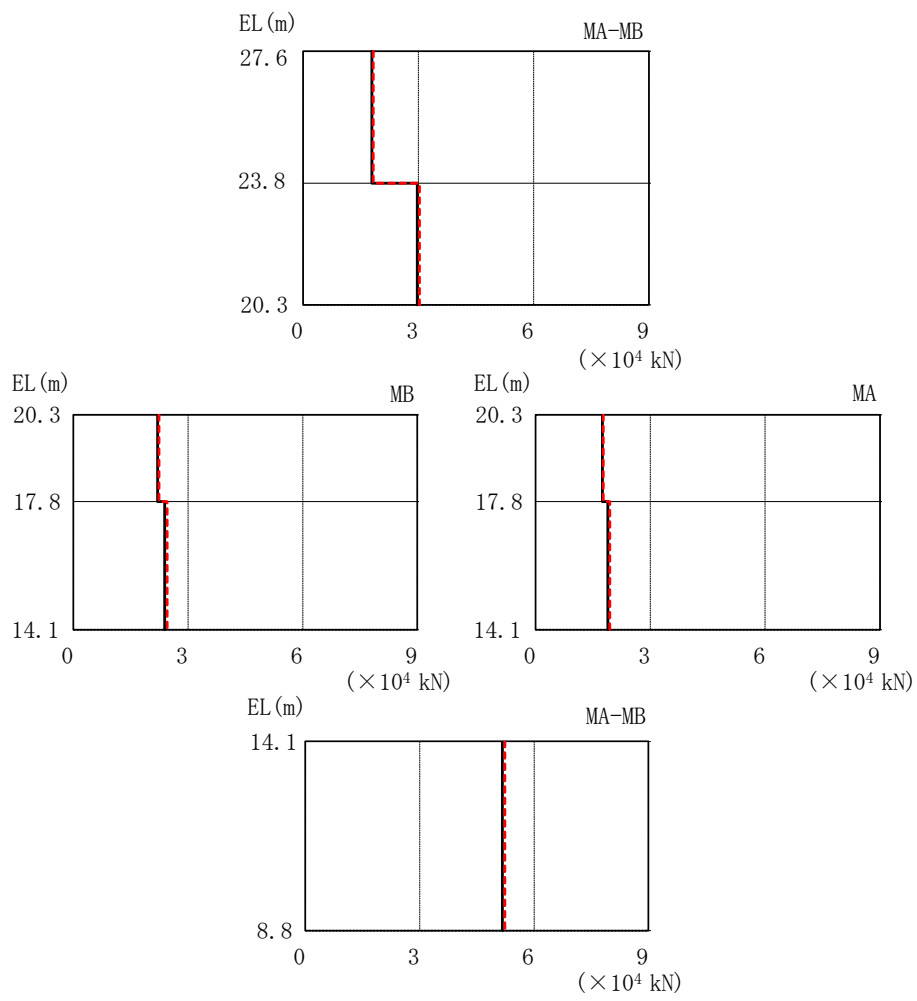 EL(m) MA-MB
27.6
23.8
20.3
0 3 6 9
(×10⁴ kN)
EL(m) MB
20.3
17.8
14.1
0 3 6 9
(×10⁴ kN)
EL(m) MA
20.3
17.8
14.1
0 3 6 9
(×10⁴ kN)
EL(m) MA-MB
14.1
8.8
0 3 6 9
(×10⁴ kN)